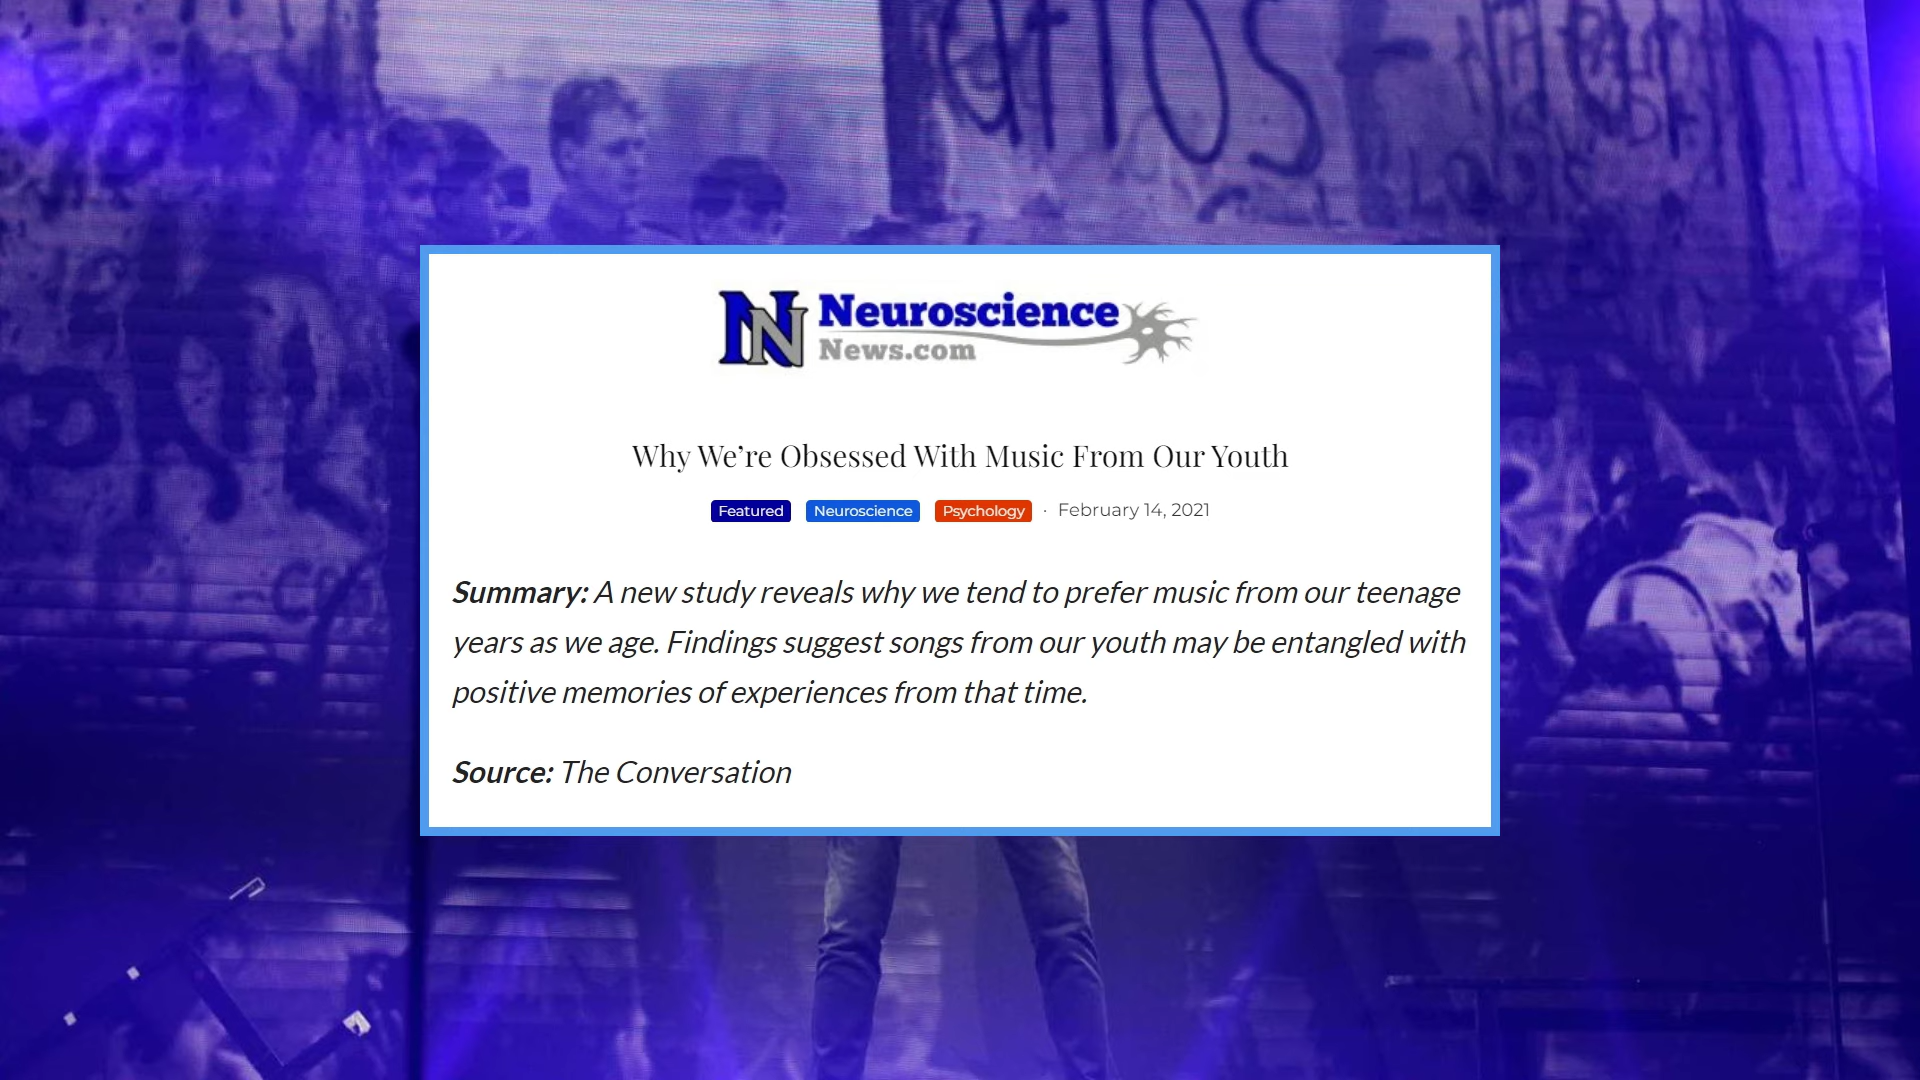 NN Neuroscience
News.com
Why We’re Obsessed With Music From Our Youth
Featured Neuroscience Psychology · February 14, 2021
Summary: A new study reveals why we tend to prefer music from our teenage
years as we age. Findings suggest songs from our youth may be entangled with
positive memories of experiences from that time.
Source: The Conversation